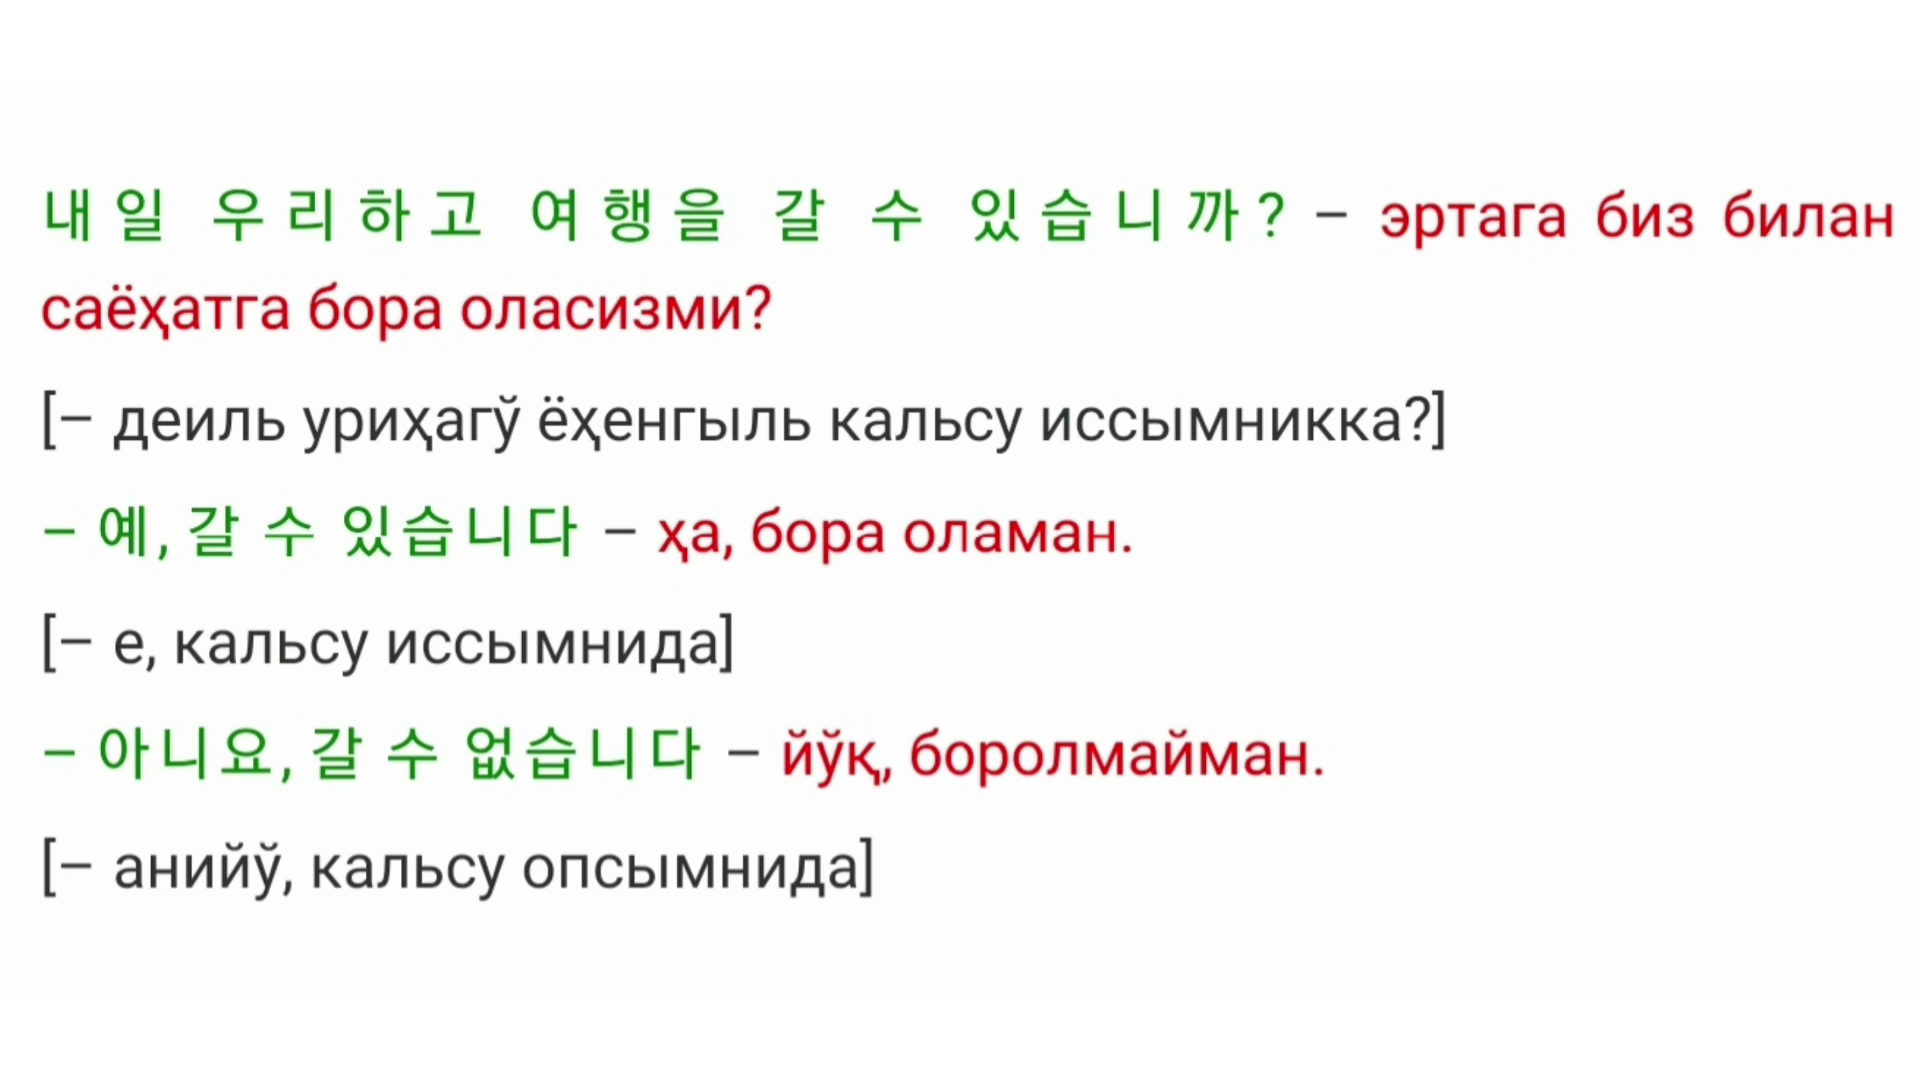 내일 우리하고 여행을 갈 수 있습니까? – эртага биз билан
саёҳатга бора оласизми?
[– деиль уриҳагў ёҳенгыль кальсу иссымникка?]
– 예, 갈 수 있습니다 – ҳа, бора оламан.
[– е, кальсу иссымнида]
– 아니요, 갈 수 없습니다 – йўқ, боролмайман.
[– анийў, кальсу опсымнида]